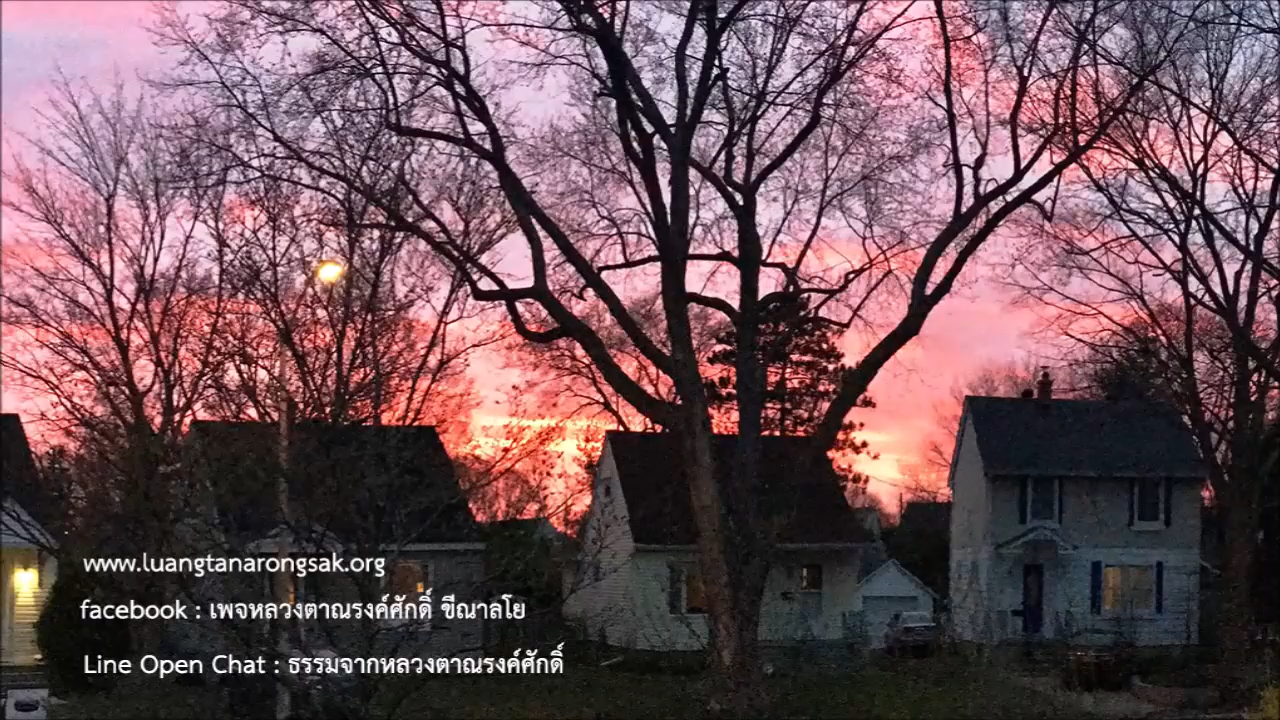 www.luangtanarongsak.org
facebook : เพจหลวงตาณรงค์ศักดิ์ ขีณาลโย
Line Open Chat : ธรรมจากหลวงตาณรงค์ศักดิ์